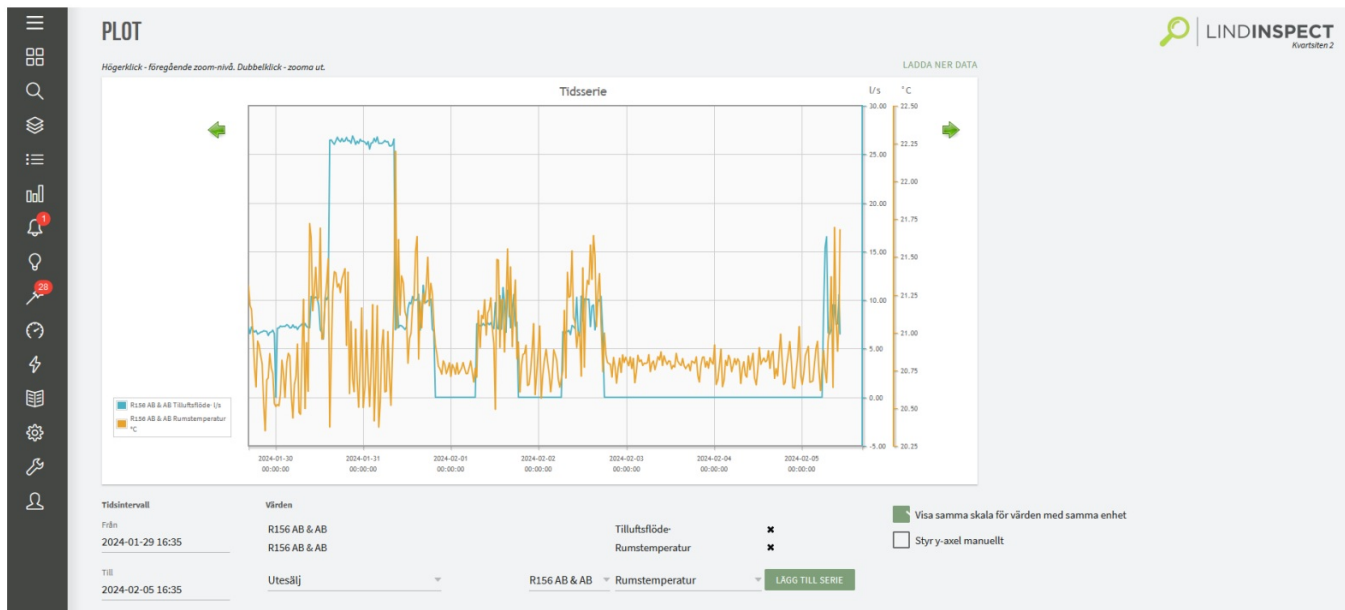 PLOT
LINDINSPECT
Kvartsiten 2
Högerklick - föregående zoom-nivå. Dubbelklick - zooma ut.
LADDA NER DATA
Tidsserie
l/s
°C
30.00
22.50
22.25
25.00
22.00
20.00
21.75
15.00
21.50
10.00
21.25
21.00
5.00
20.75
0.00
20.50
-5.00
20.25
R156 AB & AB Tilluftsflöde- l/s
R156 AB & AB Rumstemperatur
°C
2024-01-30 2024-01-31 2024-02-01 2024-02-02 2024-02-03 2024-02-04 2024-02-05
00:00:00 00:00:00 00:00:00 00:00:00 00:00:00 00:00:00 00:00:00
1
28
Tidsintervall
Från
2024-01-29 16:35
Till
2024-02-05 16:35
Värden
R156 AB & AB Tilluftsflöde-
R156 AB & AB Rumstemperatur
Utesälj R156 AB & AB Rumstemperatur LÄGG TILL SERIE
Visa samma skala för värden med samma enhet
Styr y-axel manuellt